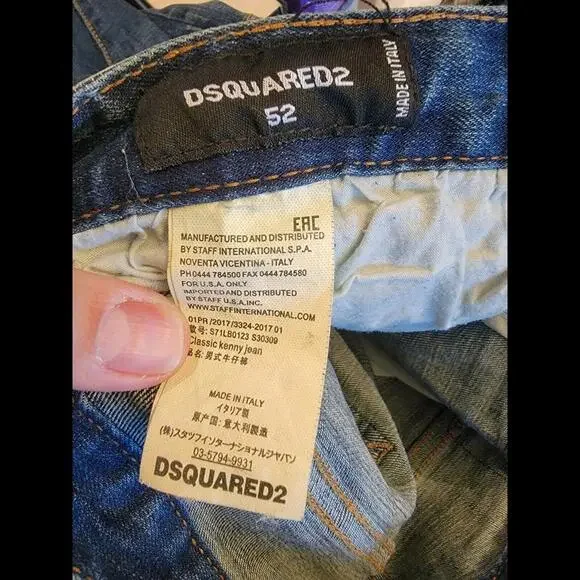 DSQUARED2
52
MADE IN ITALY
EAC
MANUFACTURED AND DISTRIBUTED
BY STAFF INTERNATIONAL S.P.A.
NOVENTA VICENTINA - ITALY
PH 0444 784500 FAX 0444 784580
FOR U.S.A. ONLY
IMPORTED AND DISTRIBUTED
BY STAFF U.S.A.INC.
WWW.STAFFINTERNATIONAL.COM
01PR /2017/3324-2017 01
款号: S71LB0123 S30309
Classic kenny jean
品名: 男式牛仔裤
MADE IN ITALY
イタリア製
原产国: 意大利製造
(株)スタッフインターナショナルジャパン
03-5794-9931
DSQUARED2